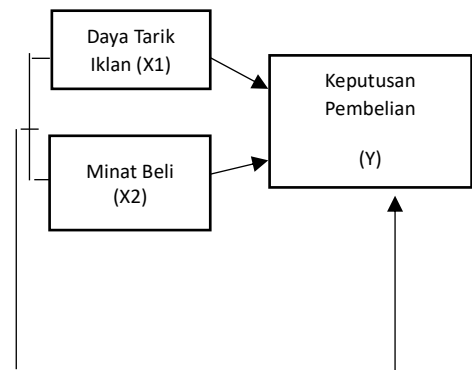 Daya Tarik
Iklan (X1)
Keputusan
Pembelian
(Y)
Minat Beli
(X2)